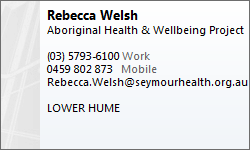 Rebecca Welsh
Aboriginal Health & Wellbeing Project
(03) 5793-6100 Work
0459 802 873 Mobile
Rebecca.Welsh@seymourhealth.org.au
LOWER HUME